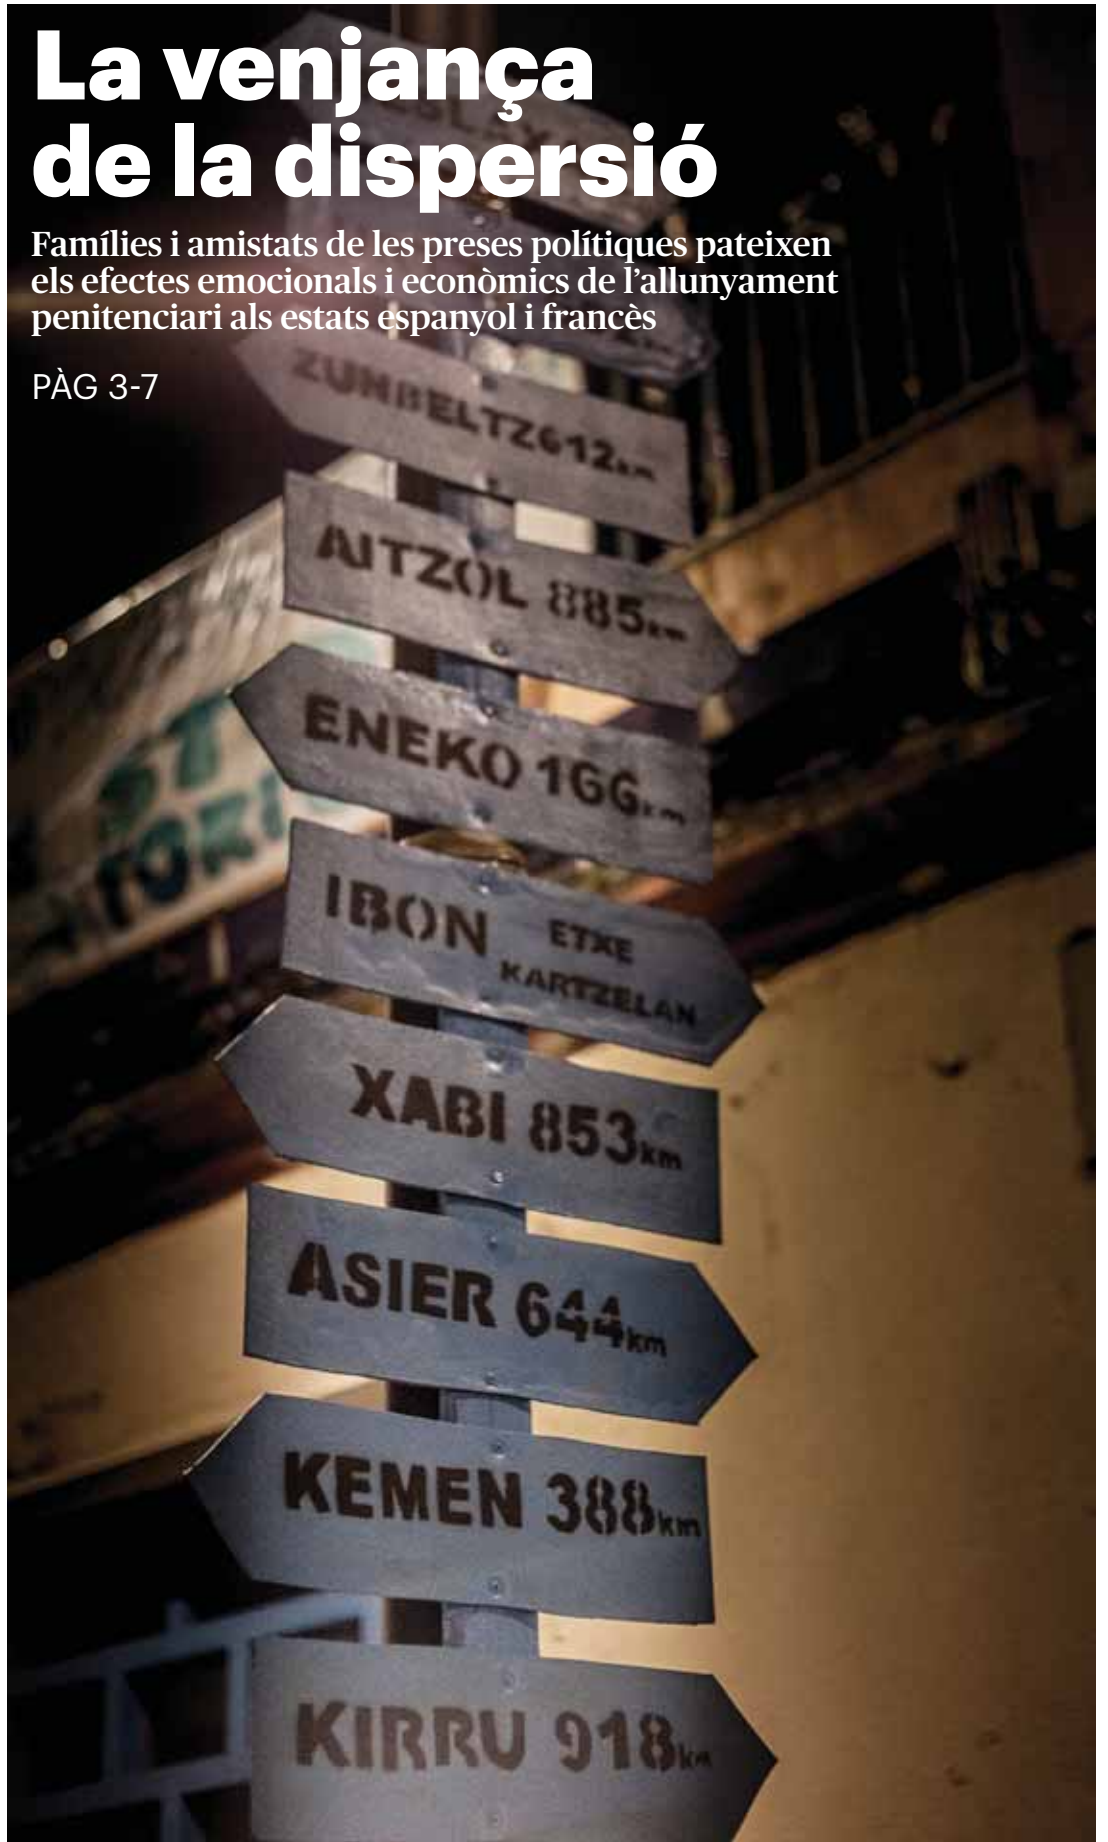 La venjança
de la dispersió
Famílies i amistats de les preses polítiques pateixen
els efectes emocionals i econòmics de l'allunyament
penitenciari als estats espanyol i francès
PÀG 3-7
ZUNBELTZ 612km
AITZOL 885km
ENEKO 166km
IBON ETXE
KARTZELAN
XABI 853km
ASIER 644km
KEMEN 388km
KIRRU 918km